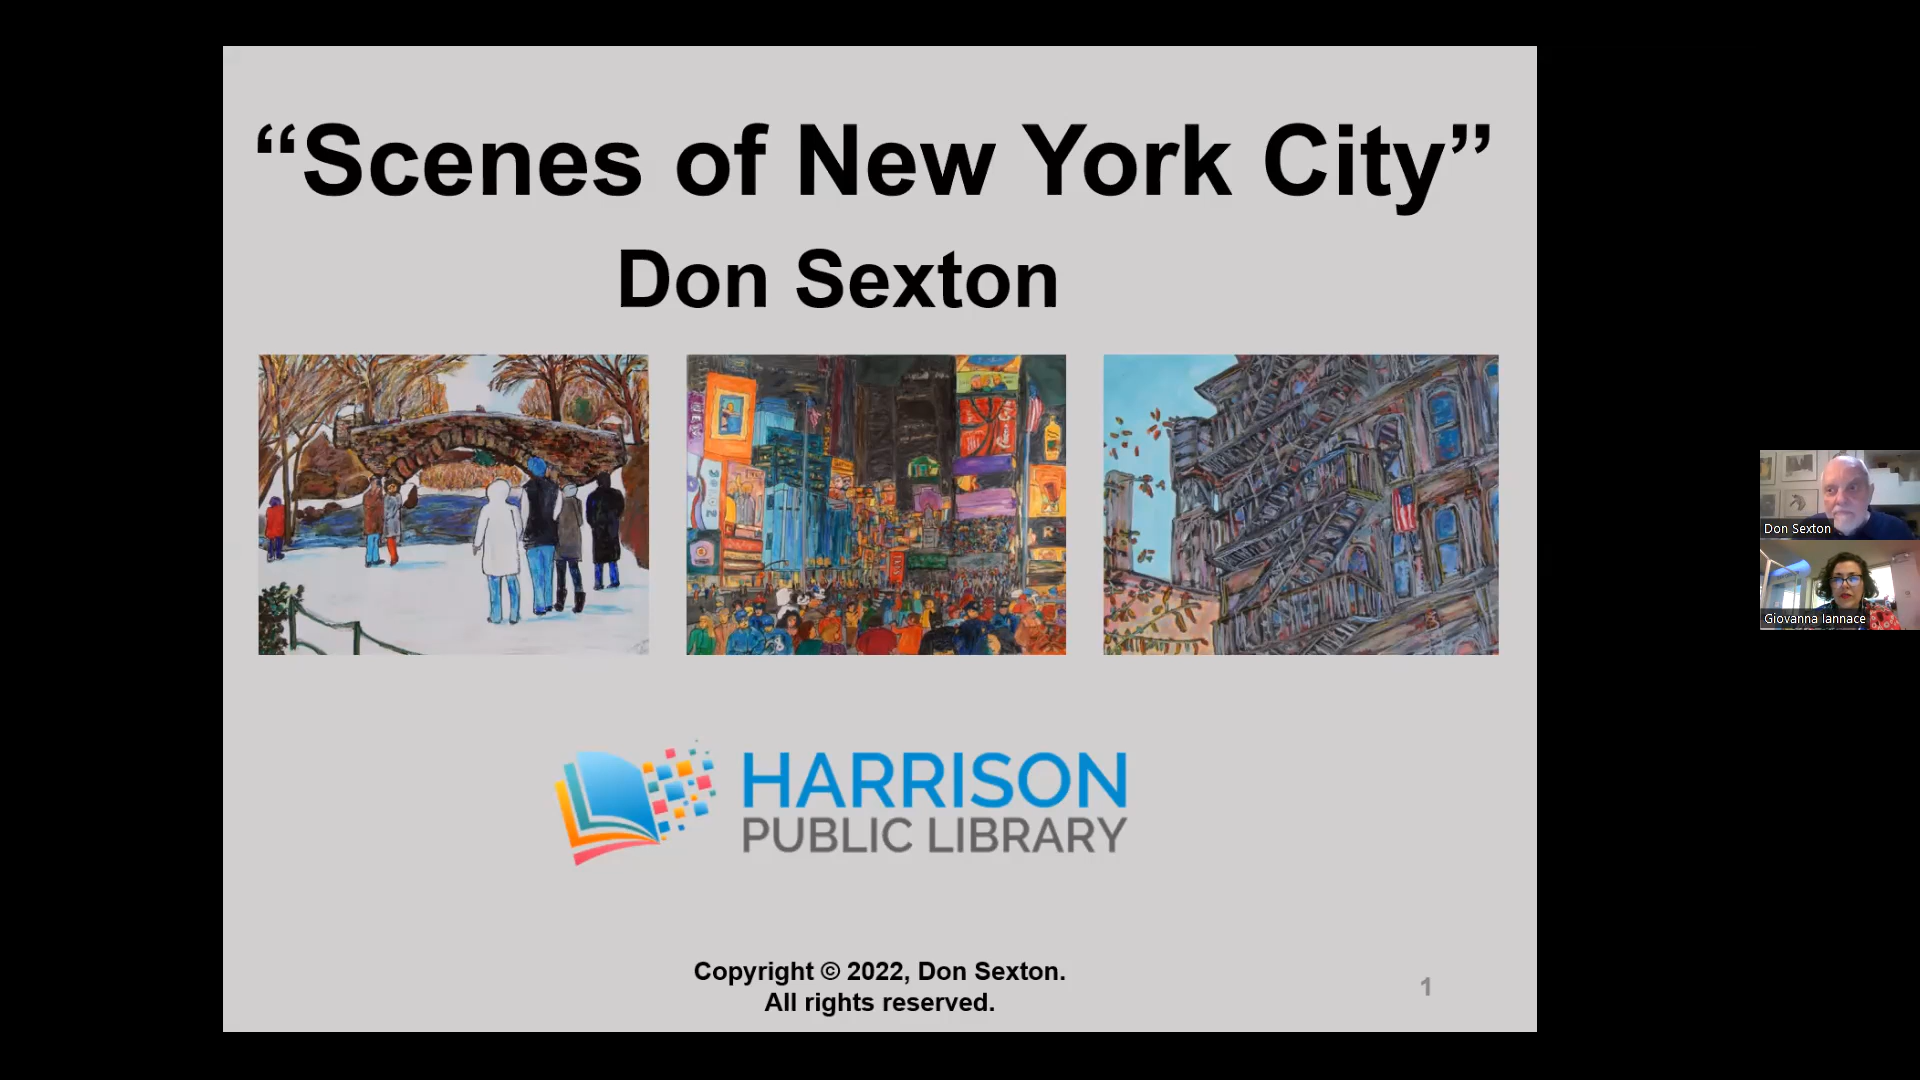 “Scenes of New York City”
Don Sexton
HARRISON
PUBLIC LIBRARY
Copyright © 2022, Don Sexton.
All rights reserved.
1
Don Sexton
Giovanna Iannace